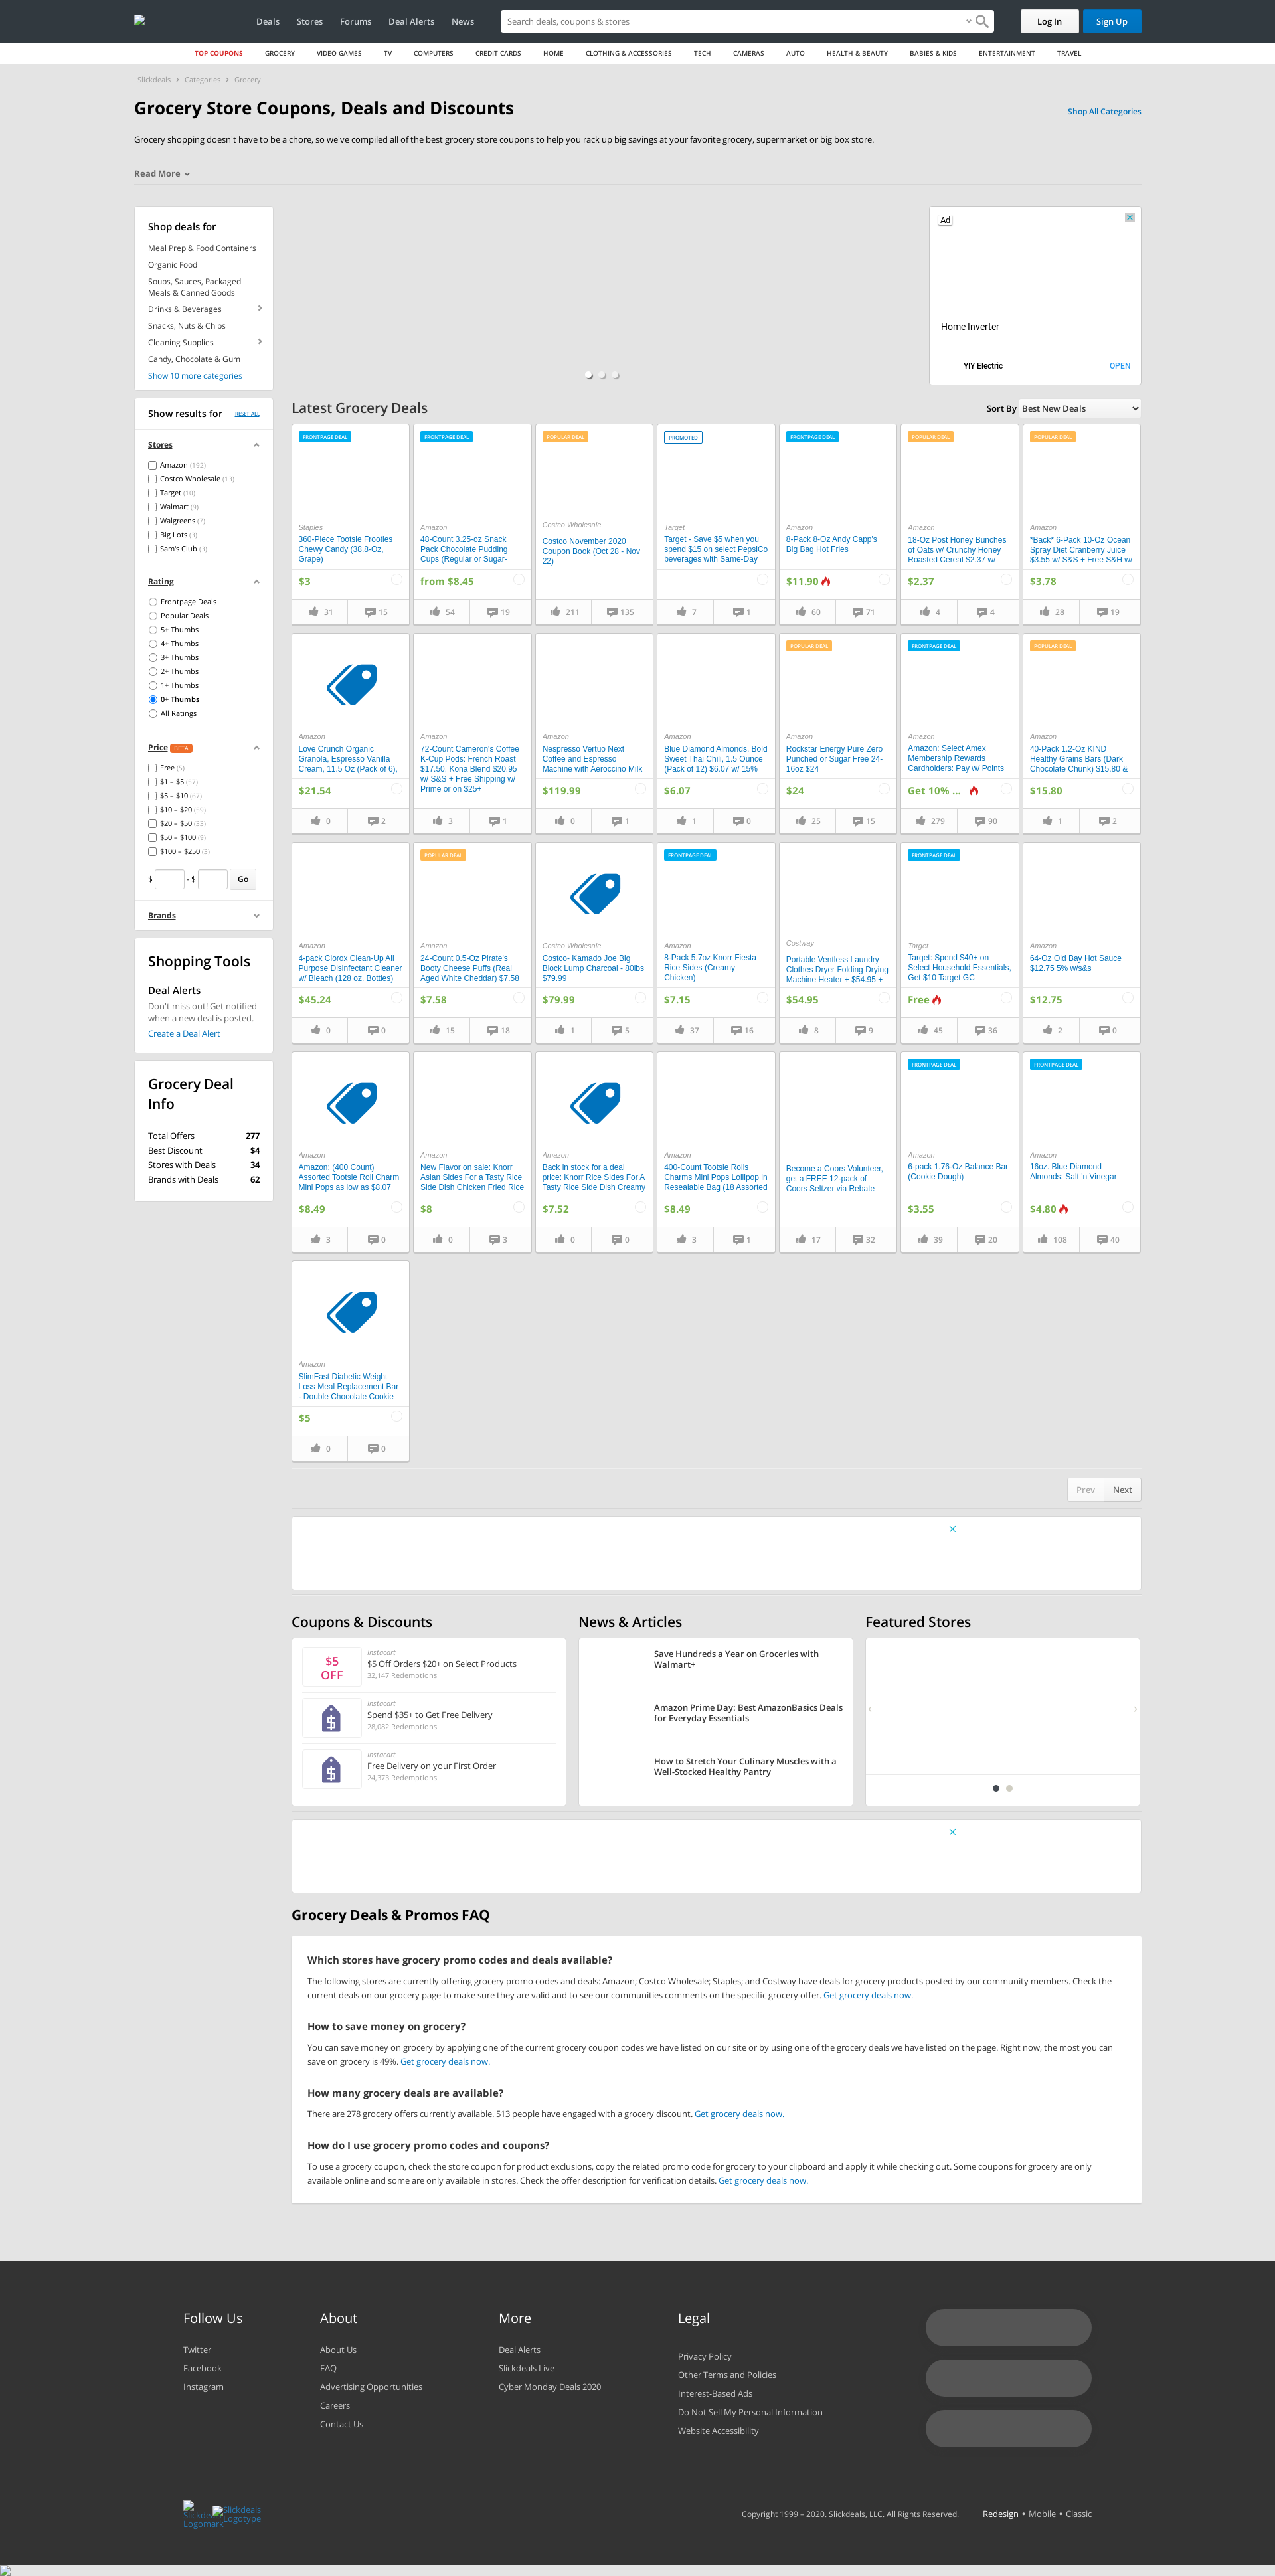 Deals Stores Forums Deal Alerts News
Search deals, coupons & stores
Log In
Sign Up
TOP COUPONS GROCERY VIDEO GAMES TV COMPUTERS CREDIT CARDS HOME CLOTHING & ACCESSORIES TECH CAMERAS AUTO HEALTH & BEAUTY BABIES & KIDS ENTERTAINMENT TRAVEL
Slickdeals › Categories › Grocery
Grocery Store Coupons, Deals and Discounts
Shop All Categories
Grocery shopping doesn't have to be a chore, so we've compiled all of the best grocery store coupons to help you rack up big savings at your favorite grocery, supermarket or big box store.
Read More
Shop deals for
Meal Prep & Food Containers
Organic Food
Soups, Sauces, Packaged
Meals & Canned Goods
Drinks & Beverages
Snacks, Nuts & Chips
Cleaning Supplies
Candy, Chocolate & Gum
Show 10 more categories
Ad
Home Inverter
YIY Electric
OPEN
Show results for
RESET ALL
Stores
Amazon (192)
Costco Wholesale (13)
Target (10)
Walmart (9)
Walgreens (7)
Big Lots (3)
Sam's Club (3)
Rating
Frontpage Deals
Popular Deals
5+ Thumbs
4+ Thumbs
3+ Thumbs
2+ Thumbs
1+ Thumbs
0+ Thumbs
All Ratings
Price BETA
Free (5)
$1 – $5 (57)
$5 – $10 (67)
$10 – $20 (59)
$20 – $50 (33)
$50 – $100 (9)
$100 – $250 (3)
$ - $ Go
Brands
Shopping Tools
Deal Alerts
Don't miss out! Get notified
when a new deal is posted.
Create a Deal Alert
Grocery Deal
Info
Total Offers 277
Best Discount $4
Stores with Deals 34
Brands with Deals 62
Latest Grocery Deals
Sort By Best New Deals
FRONTPAGE DEAL
Staples
360-Piece Tootsie Frooties
Chewy Candy (38.8-Oz,
Grape)
$3
31 15
FRONTPAGE DEAL
Amazon
48-Count 3.25-oz Snack
Pack Chocolate Pudding
Cups (Regular or Sugar-
from $8.45
54 19
POPULAR DEAL
Costco Wholesale
Costco November 2020
Coupon Book (Oct 28 - Nov
22)
211 135
PROMOTED
Target
Target - Save $5 when you
spend $15 on select PepsiCo
beverages with Same-Day
7 1
FRONTPAGE DEAL
Amazon
8-Pack 8-Oz Andy Capp's
Big Bag Hot Fries
$11.90
60 71
POPULAR DEAL
Amazon
18-Oz Post Honey Bunches
of Oats w/ Crunchy Honey
Roasted Cereal $2.37 w/
$2.37
4 4
POPULAR DEAL
Amazon
*Back* 6-Pack 10-Oz Ocean
Spray Diet Cranberry Juice
$3.55 w/ S&S + Free S&H w/
$3.78
28 19
Amazon
Love Crunch Organic
Granola, Espresso Vanilla
Cream, 11.5 Oz (Pack of 6),
$21.54
0 2
Amazon
72-Count Cameron's Coffee
K-Cup Pods: French Roast
$17.50, Kona Blend $20.95
w/ S&S + Free Shipping w/
Prime or on $25+
3 1
Amazon
Nespresso Vertuo Next
Coffee and Espresso
Machine with Aeroccino Milk
$119.99
0 1
Amazon
Blue Diamond Almonds, Bold
Sweet Thai Chili, 1.5 Ounce
(Pack of 12) $6.07 w/ 15%
$6.07
1 0
POPULAR DEAL
Amazon
Rockstar Energy Pure Zero
Punched or Sugar Free 24-
16oz $24
$24
25 15
FRONTPAGE DEAL
Amazon
Amazon: Select Amex
Membership Rewards
Cardholders: Pay w/ Points
Get 10% ...
279 90
POPULAR DEAL
Amazon
40-Pack 1.2-Oz KIND
Healthy Grains Bars (Dark
Chocolate Chunk) $15.80 &
$15.80
1 2
Amazon
4-pack Clorox Clean-Up All
Purpose Disinfectant Cleaner
w/ Bleach (128 oz. Bottles)
$45.24
0 0
POPULAR DEAL
Amazon
24-Count 0.5-Oz Pirate's
Booty Cheese Puffs (Real
Aged White Cheddar) $7.58
$7.58
15 18
Costco Wholesale
Costco- Kamado Joe Big
Block Lump Charcoal - 80lbs
$79.99
$79.99
1 5
FRONTPAGE DEAL
Amazon
8-Pack 5.7oz Knorr Fiesta
Rice Sides (Creamy
Chicken)
$7.15
37 16
Costway
Portable Ventless Laundry
Clothes Dryer Folding Drying
Machine Heater + $54.95 +
$54.95
8 9
FRONTPAGE DEAL
Target
Target: Spend $40+ on
Select Household Essentials,
Get $10 Target GC
Free
45 36
Amazon
64-Oz Old Bay Hot Sauce
$12.75 5% w/s&s
$12.75
2 0
Amazon
Amazon: (400 Count)
Assorted Tootsie Roll Charm
Mini Pops as low as $8.07
$8.49
3 0
Amazon
New Flavor on sale: Knorr
Asian Sides For a Tasty Rice
Side Dish Chicken Fried Rice
$8
0 3
Amazon
Back in stock for a deal
price: Knorr Rice Sides For A
Tasty Rice Side Dish Creamy
$7.52
0 0
Amazon
400-Count Tootsie Rolls
Charms Mini Pops Lollipop in
Resealable Bag (18 Assorted
$8.49
3 1
Become a Coors Volunteer,
get a FREE 12-pack of
Coors Seltzer via Rebate
17 32
FRONTPAGE DEAL
Amazon
6-pack 1.76-Oz Balance Bar
(Cookie Dough)
$3.55
39 20
FRONTPAGE DEAL
Amazon
16oz. Blue Diamond
Almonds: Salt 'n Vinegar
$4.80
108 40
Amazon
SlimFast Diabetic Weight
Loss Meal Replacement Bar
- Double Chocolate Cookie
$5
0 0
Prev Next
Coupons & Discounts
$5
OFF
Instacart
$5 Off Orders $20+ on Select Products
32,147 Redemptions
Instacart
Spend $35+ to Get Free Delivery
28,082 Redemptions
Instacart
Free Delivery on your First Order
24,373 Redemptions
News & Articles
Save Hundreds a Year on Groceries with
Walmart+
Amazon Prime Day: Best AmazonBasics Deals
for Everyday Essentials
How to Stretch Your Culinary Muscles with a
Well-Stocked Healthy Pantry
Featured Stores
Grocery Deals & Promos FAQ
Which stores have grocery promo codes and deals available?
The following stores are currently offering grocery promo codes and deals: Amazon; Costco Wholesale; Staples; and Costway have deals for grocery products posted by our community members. Check the
current deals on our grocery page to make sure they are valid and to see our communities comments on the specific grocery offer. Get grocery deals now.
How to save money on grocery?
You can save money on grocery by applying one of the current grocery coupon codes we have listed on our site or by using one of the grocery deals we have listed on the page. Right now, the most you can
save on grocery is 49%. Get grocery deals now.
How many grocery deals are available?
There are 278 grocery offers currently available. 513 people have engaged with a grocery discount. Get grocery deals now.
How do I use grocery promo codes and coupons?
To use a grocery coupon, check the store coupon for product exclusions, copy the related promo code for grocery to your clipboard and apply it while checking out. Some coupons for grocery are only
available online and some are only available in stores. Check the offer description for verification details. Get grocery deals now.
Follow Us
Twitter
Facebook
Instagram
About
About Us
FAQ
Advertising Opportunities
Careers
Contact Us
More
Deal Alerts
Slickdeals Live
Cyber Monday Deals 2020
Legal
Privacy Policy
Other Terms and Policies
Interest-Based Ads
Do Not Sell My Personal Information
Website Accessibility
Slickdeals
Logomark
Slickdeals
Logotype
Copyright 1999 – 2020. Slickdeals, LLC. All Rights Reserved.
Redesign • Mobile • Classic